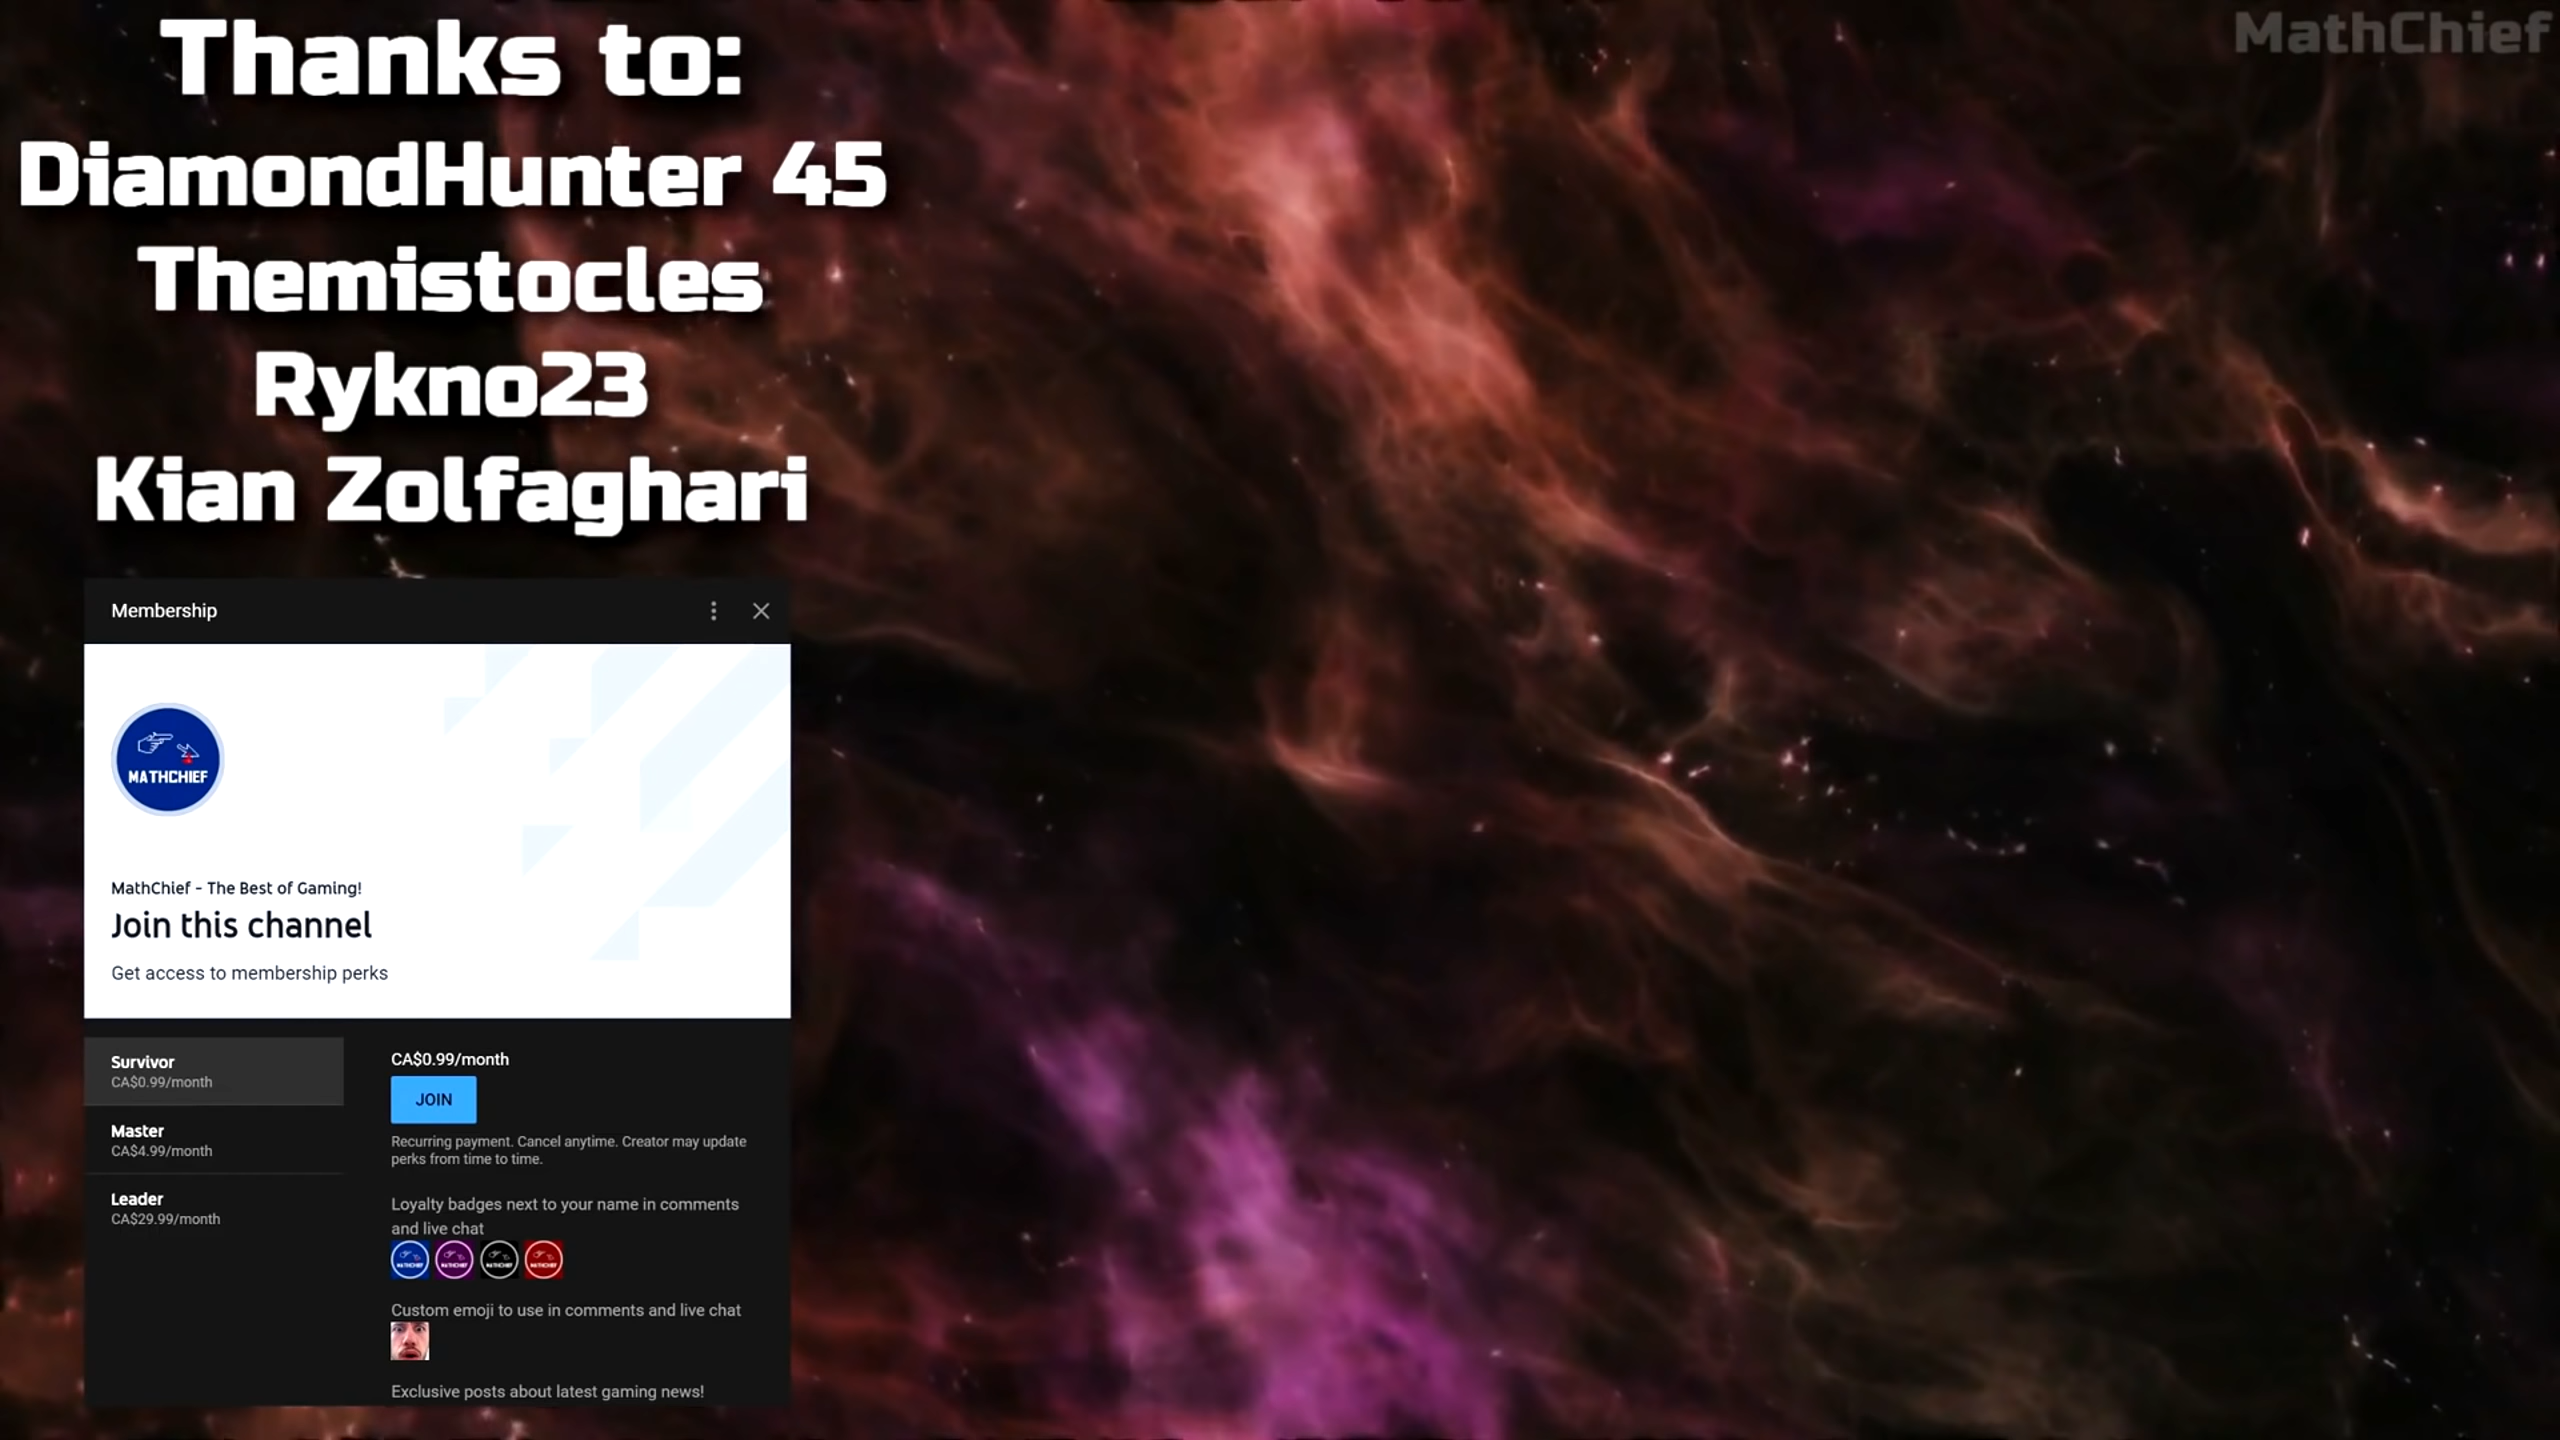 Thanks to:
DiamondHunter 45
Themistocles
Rykno23
Kian Zolfaghari
MathChief
Membership
MATHCHIEF
MathChief - The Best of Gaming!
Join this channel
Get access to membership perks
Survivor
CA$0.99/month
Master
CA$4.99/month
Leader
CA$29.99/month
CA$0.99/month
JOIN
Recurring payment. Cancel anytime. Creator may update
perks from time to time.
Loyalty badges next to your name in comments
and live chat
MATHCHIEF MATHCHIEF MATHCHIEF MATHCHIEF
Custom emoji to use in comments and live chat
Exclusive posts about latest gaming news!